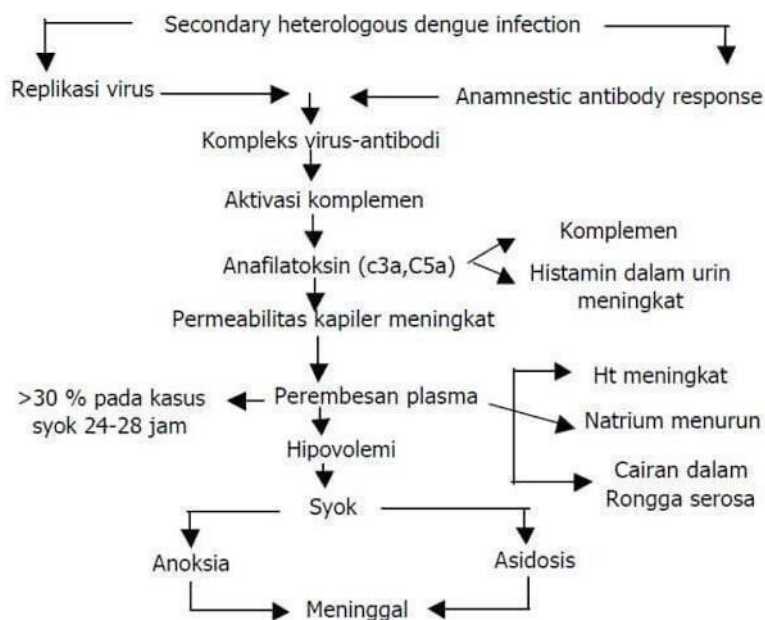 Secondary heterologous dengue infection
Replikasi virus
Anamnestic antibody response
Kompleks virus-antibodi
Aktivasi komplemen
Anafilatoksin (c3a,C5a)
Komplemen
Histamin dalam urin
meningkat
Permeabilitas kapiler meningkat
>30 % pada kasus
syok 24-28 jam
Perembesan plasma
Ht meningkat
Natrium menurun
Cairan dalam
Rongga serosa
Hipovolemi
Syok
Anoksia
Asidosis
Meninggal